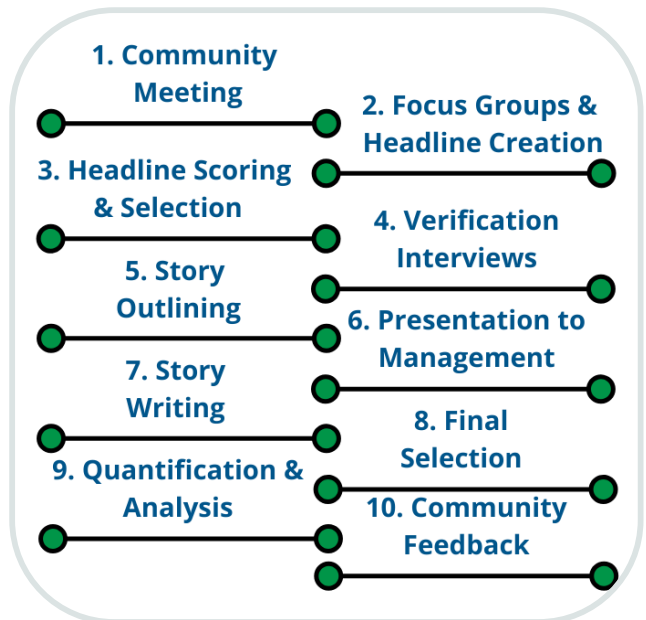 1. Community
Meeting
2. Focus Groups &
Headline Creation
3. Headline Scoring
& Selection
4. Verification
Interviews
5. Story
Outlining
6. Presentation to
Management
7. Story
Writing
8. Final
Selection
9. Quantification &
Analysis
10. Community
Feedback